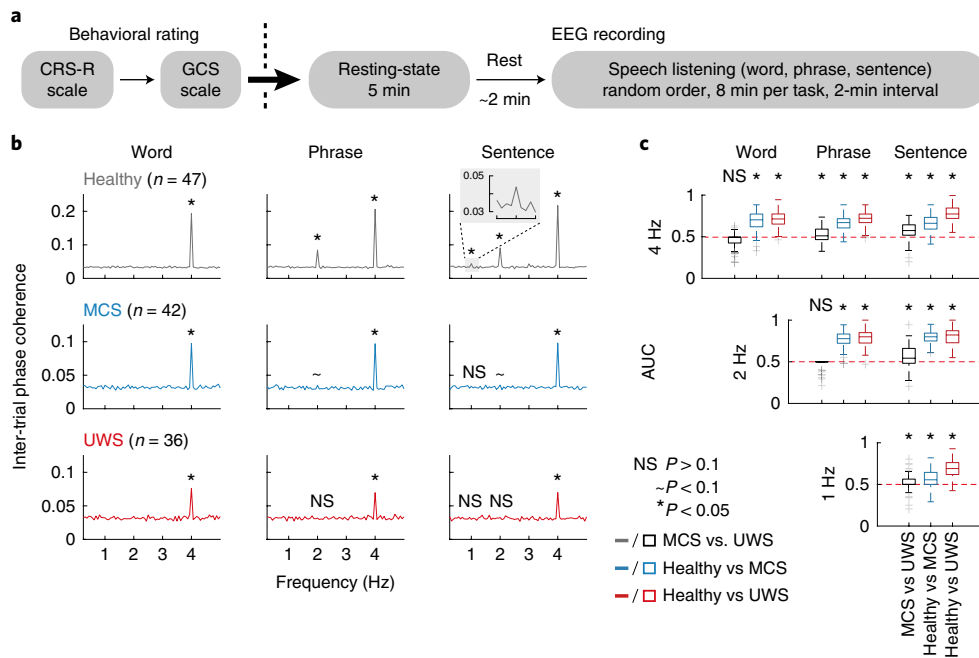 a
Behavioral rating
EEG recording
CRS-R
scale
GCS
scale
Resting-state
5 min
Rest
~2 min
Speech listening (word, phrase, sentence)
random order, 8 min per task, 2-min interval
b
Word
Phrase
Sentence
Healthy (n = 47)
0.2
0.1
0
*
*
*
0.05
0.03
*
*
*
MCS (n = 42)
0.1
0.05
0
*
~
*
NS ~
*
UWS (n = 36)
0.1
0.05
0
*
NS
*
NS NS
*
1 2 3 4
1 2 3 4
1 2 3 4
Inter-trial phase coherence
Frequency (Hz)
c
Word
Phrase
Sentence
NS * *
* * *
* * *
4 Hz
1
0.5
0
AUC
NS * *
* * *
2 Hz
1
0.5
0
* * *
1 Hz
1
0.5
0
NS P > 0.1
~P < 0.1
*P < 0.05
/ MCS vs. UWS
/ Healthy vs MCS
/ Healthy vs UWS
MCS vs UWS
Healthy vs MCS
Healthy vs UWS